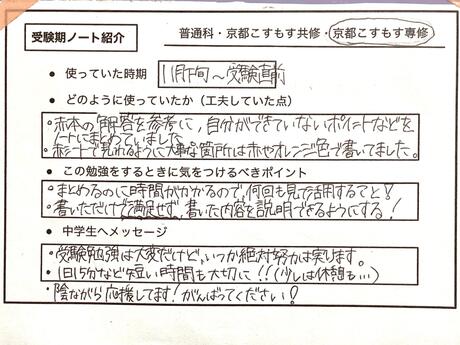 受験期ノート紹介
普通科・京都こすもす共修・京都こすもす専修
● 使っていた時期 11月下旬～受験直前
● どのように使っていたか（工夫していた点）
・赤本の解答を参考に、自分ができていないポイントなどを
ノートにまとめていました
・赤シートで見れるように大事な箇所は赤やオレンジ色で書いてました。
● この勉強をするときに気をつけるべきポイント
・まとめるのに時間がかかるので、何回も見て活用すること！
・書いただけで満足せず、書いた内容を説明できるようにする！
● 中学生へメッセージ
・受験勉強は大変だけど、いつか絶対努力は実ります。
・1日15分など短い時間も大切に！！（少しは休憩も…）
・陰ながら応援してます！がんばってください！